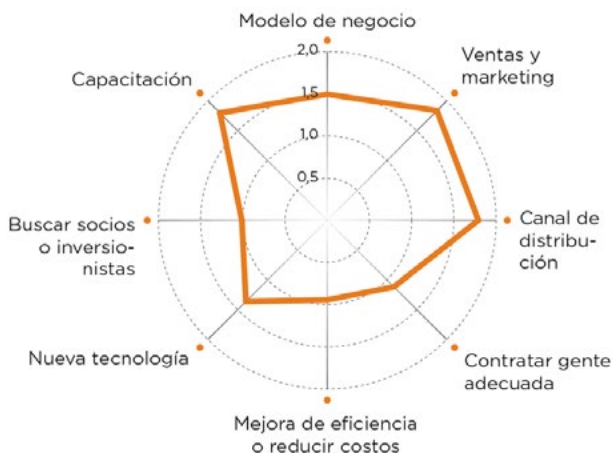 Modelo de negocio
2,0
1,5
1,0
0,5
Ventas y
marketing
Canal de
distribu-
ción
Contratar gente
adecuada
Mejora de eficiencia
o reducir costos
Nueva tecnología
Buscar socios
o inversio-
nistas
Capacitación